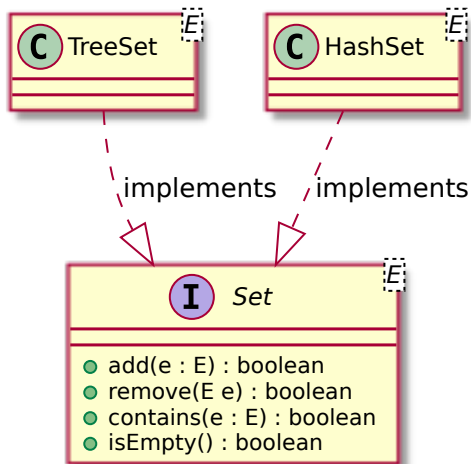 C TreeSet E
C HashSet E
implements
implements
I Set E
add(e : E) : boolean
remove(E e) : boolean
contains(e : E) : boolean
isEmpty() : boolean